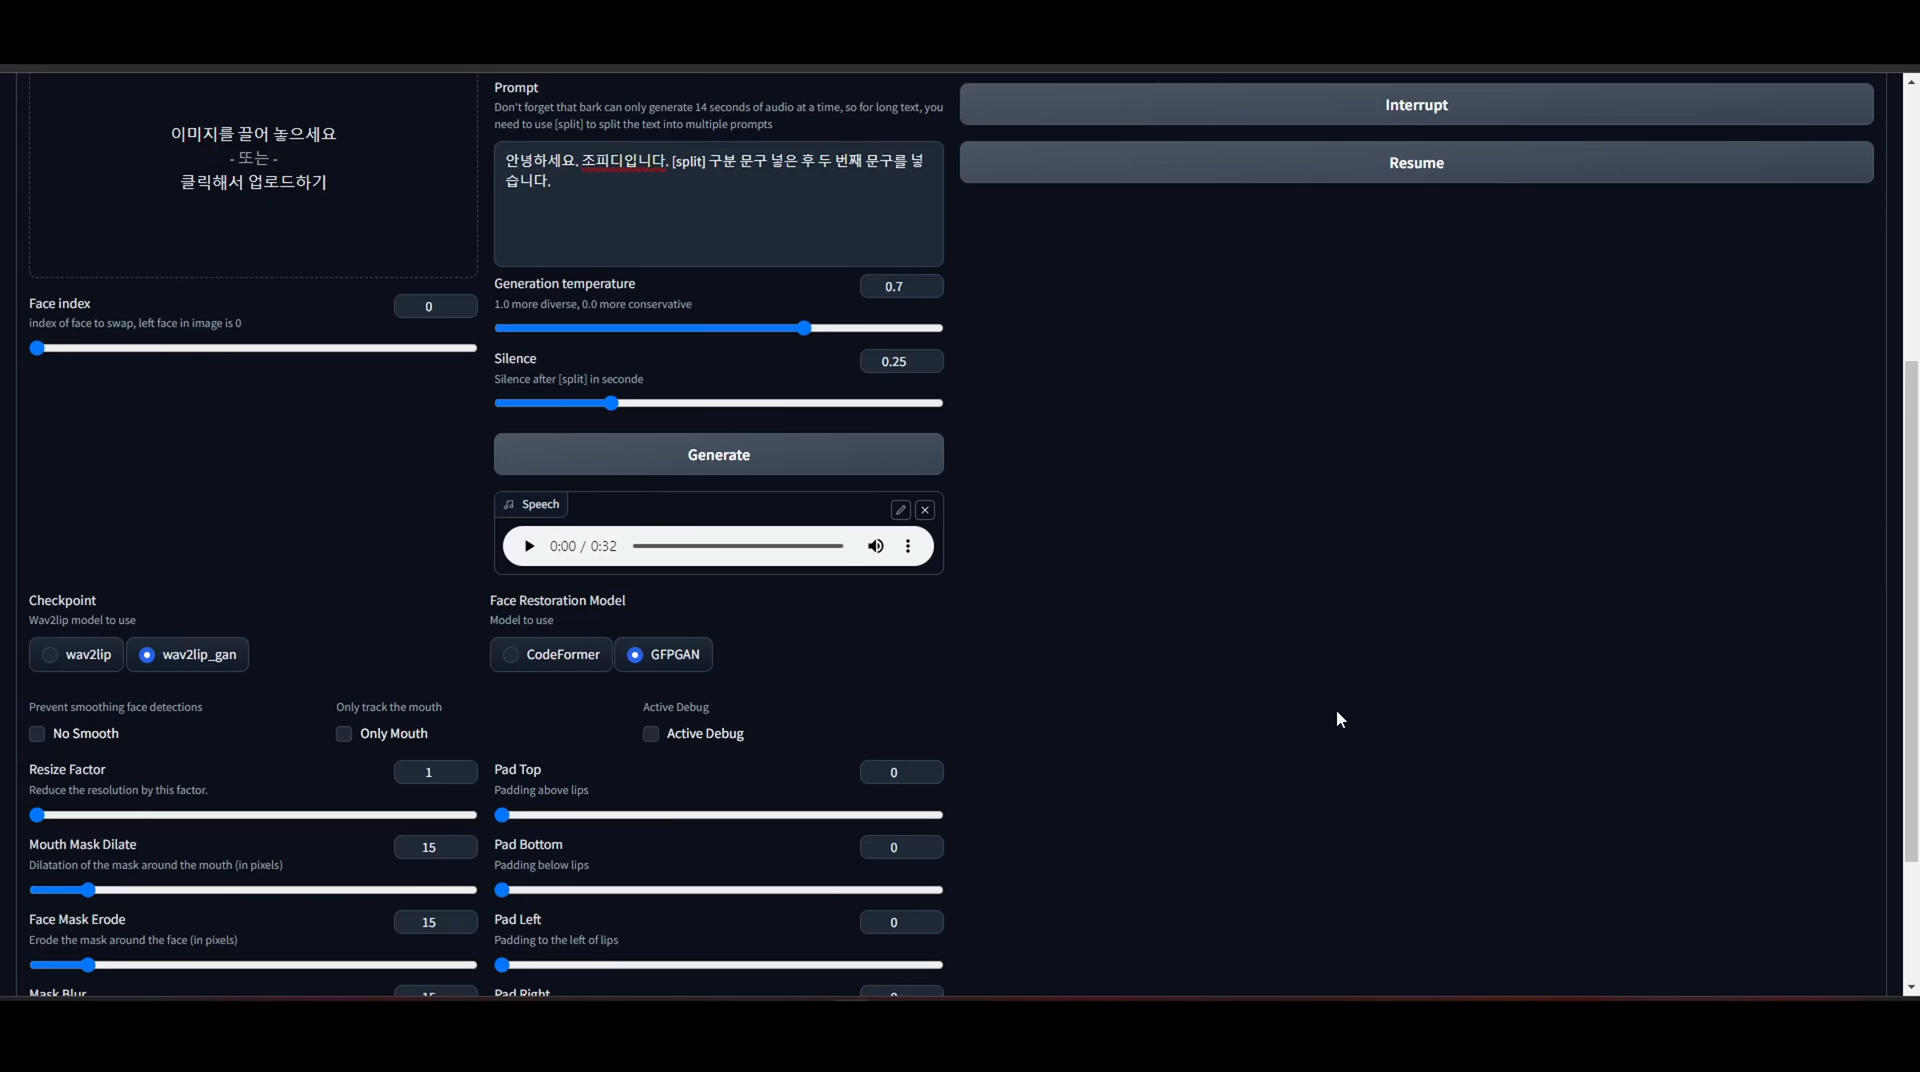 이미지를 끌어 놓으세요
- 또는 -
클릭해서 업로드하기
Face index
index of face to swap, left face in image is 0
0
Prompt
Don't forget that bark can only generate 14 seconds of audio at a time, so for long text, you
need to use [split] to split the text into multiple prompts
안녕하세요. 조피디입니다. [split] 구분 문구 넣은 후 두 번째 문구를 넣
습니다.
Generation temperature
0.7
1.0 more diverse, 0.0 more conservative
Silence
0.25
Silence after [split] in seconde
Generate
Speech
0:00 / 0:32
Interrupt
Resume
Checkpoint
Wav2lip model to use
wav2lip
wav2lip_gan
Face Restoration Model
Model to use
CodeFormer
GFPGAN
Prevent smoothing face detections
No Smooth
Only track the mouth
Only Mouth
Active Debug
Active Debug
Resize Factor
1
Reduce the resolution by this factor.
Pad Top
0
Padding above lips
Mouth Mask Dilate
15
Dilatation of the mask around the mouth (in pixels)
Pad Bottom
0
Padding below lips
Face Mask Erode
15
Erode the mask around the face (in pixels)
Pad Left
0
Padding to the left of lips
Mask Blur
15
Pad Right
0